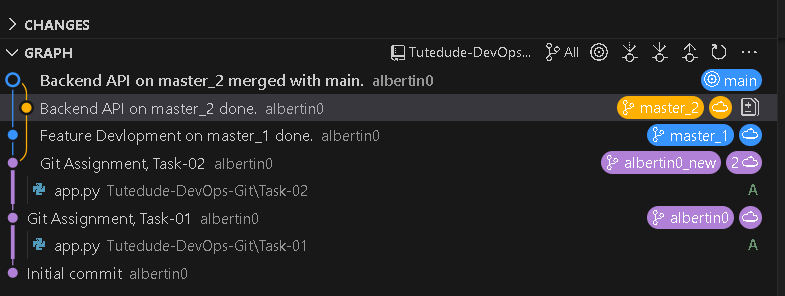 CHANGES
GRAPH Tutedude-DevOps... All ...
Backend API on master_2 merged with main. albertin0 main
Backend API on master_2 done. albertin0 master_2
Feature Devlopment on master_1 done. albertin0 master_1
Git Assignment, Task-02 albertin0 albertin0_new 2
app.py Tutedude-DevOps-Git\Task-02 A
Git Assignment, Task-01 albertin0 albertin0
app.py Tutedude-DevOps-Git\Task-01 A
Initial commit albertin0